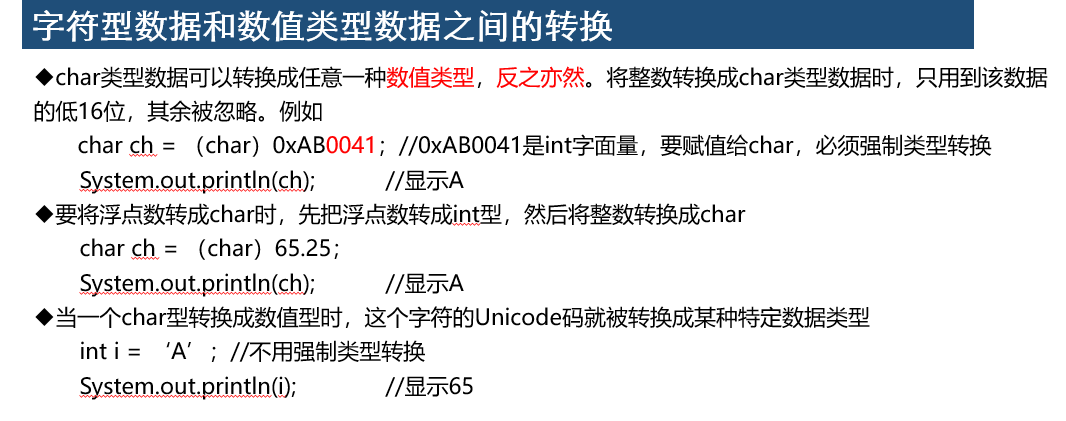 字符型数据和数值类型数据之间的转换
◆char类型数据可以转换成任意一种数值类型，反之亦然。将整数转换成char类型数据时，只用到该数据
的低16位，其余被忽略。例如
char ch = （char）0xAB0041；//0xAB0041是int字面量，要赋值给char，必须强制类型转换
System.out.println(ch); //显示A
◆要将浮点数转成char时，先把浮点数转成int型，然后将整数转换成char
char ch = （char）65.25；
System.out.println(ch); //显示A
◆当一个char型转换成数值型时，这个字符的Unicode码就被转换成某种特定数据类型
int i = ‘A’；//不用强制类型转换
System.out.println(i); //显示65